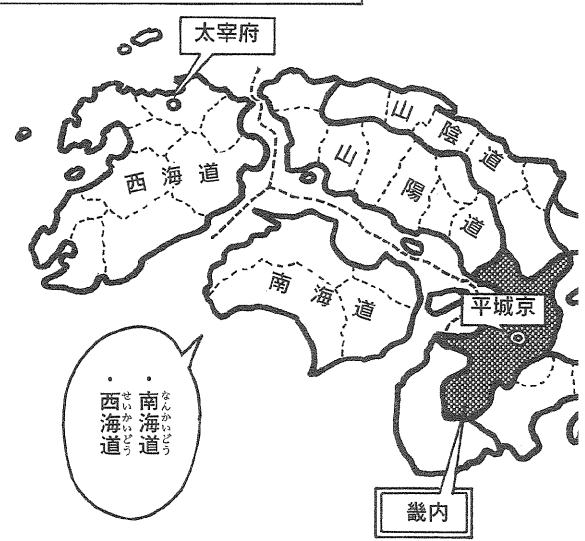 太宰府
山陰道
山陽道
西海道
南海道
平城京
畿内
・南海道
なんかいどう
・西海道
せいかいどう